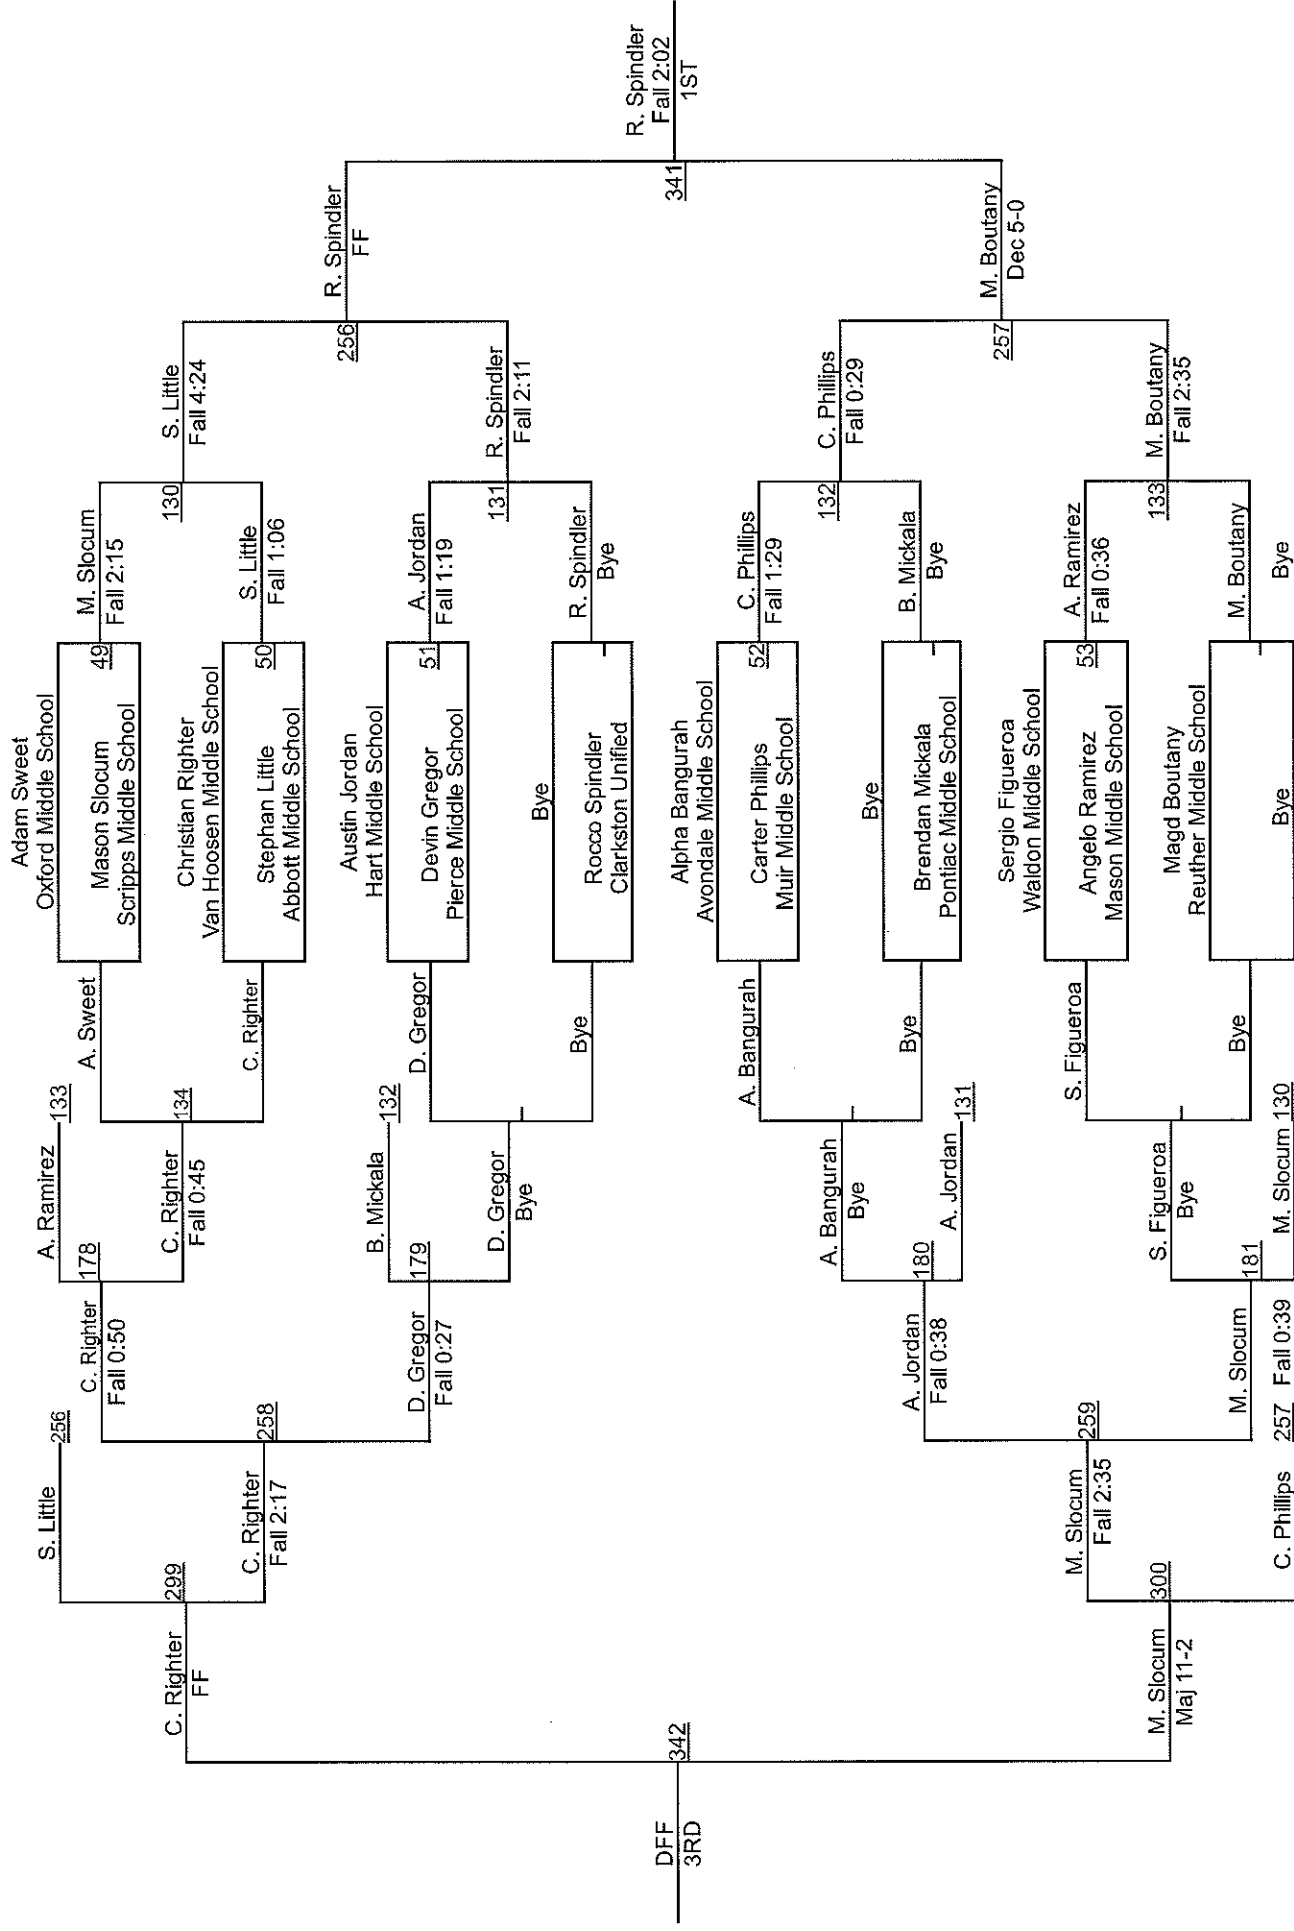 Adam Sweet
Oxford Middle School
Mason Slocum
Scripps Middle School
49
Christian Righter
Van Hoosen Middle School
Stephan Little
Abbott Middle School
50
Austin Jordan
Hart Middle School
Devin Gregor
Pierce Middle School
51
Bye
Rocco Spindler
Clarkston Unified
Alpha Bangurah
Avondale Middle School
Carter Phillips
Muir Middle School
52
Bye
Brendan Mickala
Pontiac Middle School
Sergio Figueroa
Waldon Middle School
Angelo Ramirez
Mason Middle School
53
Magd Boutany
Reuther Middle School
Bye
M. Slocum
Fall 2:15
S. Little
Fall 1:06
A. Jordan
Fall 1:19
R. Spindler
Bye
C. Phillips
Fall 1:29
B. Mickala
Bye
A. Ramirez
Fall 0:36
M. Boutany
Bye
130
S. Little
Fall 4:24
131
R. Spindler
Fall 2:11
132
C. Phillips
Fall 0:29
133
M. Boutany
Fall 2:35
256
R. Spindler
FF
257
M. Boutany
Dec 5-0
341
R. Spindler
Fall 2:02
1ST
A. Sweet
C. Righter
D. Gregor
Bye
A. Bangurah
Bye
S. Figueroa
Bye
A. Ramirez 133
134
C. Righter
Fall 0:45
B. Mickala 132
D. Gregor
Bye
A. Bangurah
Bye
A. Jordan 131
S. Figueroa
Bye
M. Slocum 130
178
C. Righter
Fall 0:50
179
D. Gregor
Fall 0:27
180
A. Jordan
Fall 0:38
181
M. Slocum
Fall 0:39
S. Little 256
258
C. Righter
Fall 2:17
259
M. Slocum
Fall 2:35
C. Phillips 257
299
C. Righter
FF
300
M. Slocum
Maj 11-2
342
DFF
3RD